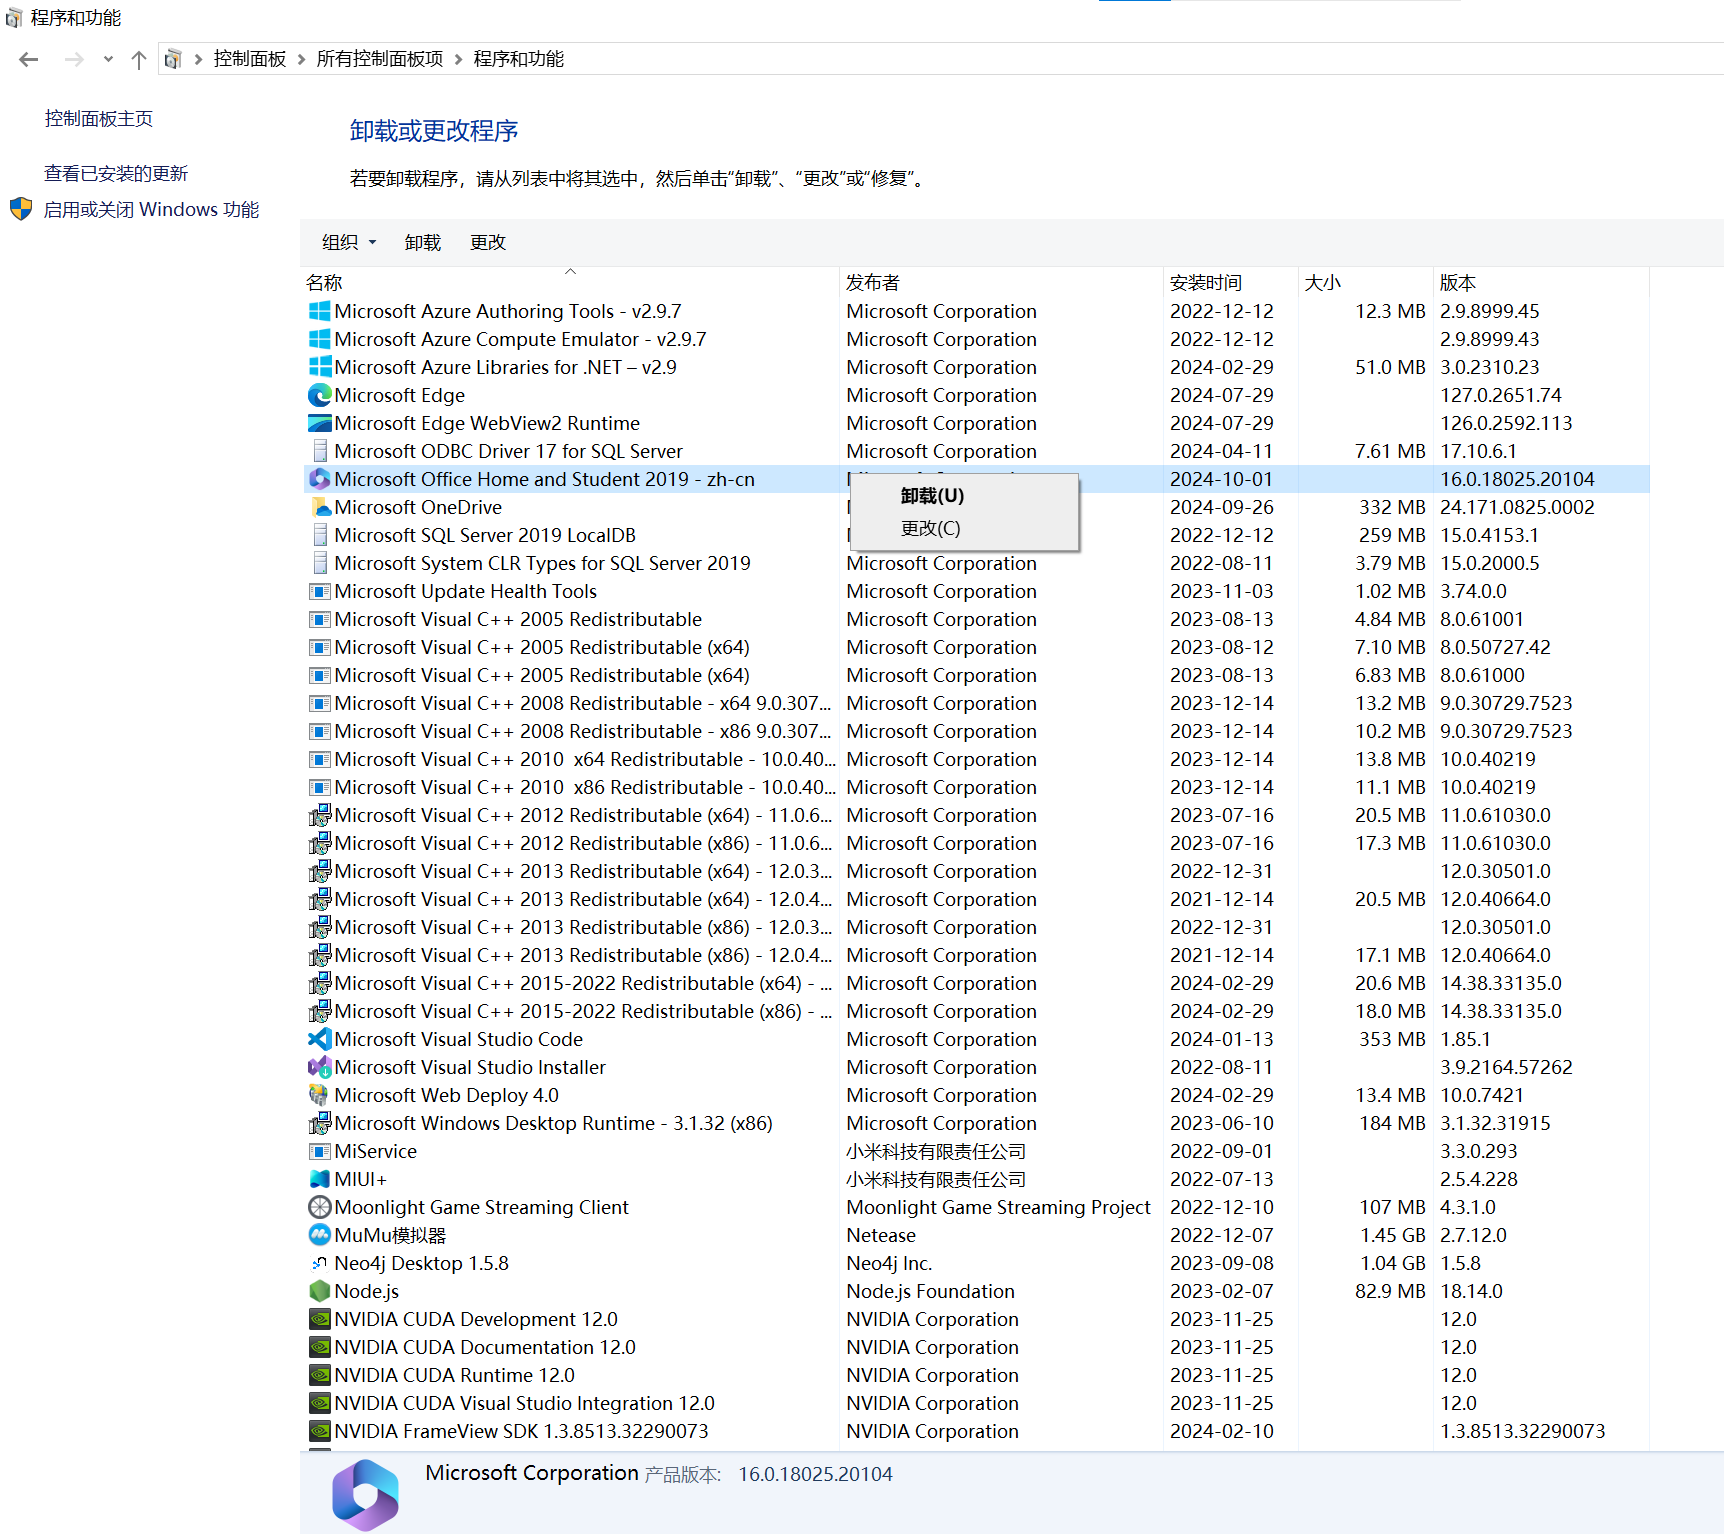 程序和功能
控制面板 > 所有控制面板项 > 程序和功能
控制面板主页
查看已安装的更新
启用或关闭 Windows 功能
卸载或更改程序
若要卸载程序，请从列表中将其选中，然后单击“卸载”、“更改”或“修复”。
组织 卸载 更改
名称 发布者 安装时间 大小 版本
Microsoft Azure Authoring Tools - v2.9.7 Microsoft Corporation 2022-12-12 12.3 MB 2.9.8999.45
Microsoft Azure Compute Emulator - v2.9.7 Microsoft Corporation 2022-12-12 2.9.8999.43
Microsoft Azure Libraries for .NET – v2.9 Microsoft Corporation 2024-02-29 51.0 MB 3.0.2310.23
Microsoft Edge Microsoft Corporation 2024-07-29 127.0.2651.74
Microsoft Edge WebView2 Runtime Microsoft Corporation 2024-07-29 126.0.2592.113
Microsoft ODBC Driver 17 for SQL Server Microsoft Corporation 2024-04-11 7.61 MB 17.10.6.1
Microsoft Office Home and Student 2019 - zh-cn 2024-10-01 16.0.18025.20104
卸载(U)
Microsoft OneDrive 2024-09-26 332 MB 24.171.0825.0002
更改(C)
Microsoft SQL Server 2019 LocalDB 2022-12-12 259 MB 15.0.4153.1
Microsoft System CLR Types for SQL Server 2019 Microsoft Corporation 2022-08-11 3.79 MB 15.0.2000.5
Microsoft Update Health Tools Microsoft Corporation 2023-11-03 1.02 MB 3.74.0.0
Microsoft Visual C++ 2005 Redistributable Microsoft Corporation 2023-08-13 4.84 MB 8.0.61001
Microsoft Visual C++ 2005 Redistributable (x64) Microsoft Corporation 2023-08-12 7.10 MB 8.0.50727.42
Microsoft Visual C++ 2005 Redistributable (x64) Microsoft Corporation 2023-08-13 6.83 MB 8.0.61000
Microsoft Visual C++ 2008 Redistributable - x64 9.0.307... Microsoft Corporation 2023-12-14 13.2 MB 9.0.30729.7523
Microsoft Visual C++ 2008 Redistributable - x86 9.0.307... Microsoft Corporation 2023-12-14 10.2 MB 9.0.30729.7523
Microsoft Visual C++ 2010  x64 Redistributable - 10.0.40... Microsoft Corporation 2023-12-14 13.8 MB 10.0.40219
Microsoft Visual C++ 2010  x86 Redistributable - 10.0.40... Microsoft Corporation 2023-12-14 11.1 MB 10.0.40219
Microsoft Visual C++ 2012 Redistributable (x64) - 11.0.6... Microsoft Corporation 2023-07-16 20.5 MB 11.0.61030.0
Microsoft Visual C++ 2012 Redistributable (x86) - 11.0.6... Microsoft Corporation 2023-07-16 17.3 MB 11.0.61030.0
Microsoft Visual C++ 2013 Redistributable (x64) - 12.0.3... Microsoft Corporation 2022-12-31 12.0.30501.0
Microsoft Visual C++ 2013 Redistributable (x64) - 12.0.4... Microsoft Corporation 2021-12-14 20.5 MB 12.0.40664.0
Microsoft Visual C++ 2013 Redistributable (x86) - 12.0.3... Microsoft Corporation 2022-12-31 12.0.30501.0
Microsoft Visual C++ 2013 Redistributable (x86) - 12.0.4... Microsoft Corporation 2021-12-14 17.1 MB 12.0.40664.0
Microsoft Visual C++ 2015-2022 Redistributable (x64) - ... Microsoft Corporation 2024-02-29 20.6 MB 14.38.33135.0
Microsoft Visual C++ 2015-2022 Redistributable (x86) - ... Microsoft Corporation 2024-02-29 18.0 MB 14.38.33135.0
Microsoft Visual Studio Code Microsoft Corporation 2024-01-13 353 MB 1.85.1
Microsoft Visual Studio Installer Microsoft Corporation 2022-08-11 3.9.2164.57262
Microsoft Web Deploy 4.0 Microsoft Corporation 2024-02-29 13.4 MB 10.0.7421
Microsoft Windows Desktop Runtime - 3.1.32 (x86) Microsoft Corporation 2023-06-10 184 MB 3.1.32.31915
MiService 小米科技有限责任公司 2022-09-01 3.3.0.293
MIUI+ 小米科技有限责任公司 2022-07-13 2.5.4.228
Moonlight Game Streaming Client Moonlight Game Streaming Project 2022-12-10 107 MB 4.3.1.0
MuMu模拟器 Netease 2022-12-07 1.45 GB 2.7.12.0
Neo4j Desktop 1.5.8 Neo4j Inc. 2023-09-08 1.04 GB 1.5.8
Node.js Node.js Foundation 2023-02-07 82.9 MB 18.14.0
NVIDIA CUDA Development 12.0 NVIDIA Corporation 2023-11-25 12.0
NVIDIA CUDA Documentation 12.0 NVIDIA Corporation 2023-11-25 12.0
NVIDIA CUDA Runtime 12.0 NVIDIA Corporation 2023-11-25 12.0
NVIDIA CUDA Visual Studio Integration 12.0 NVIDIA Corporation 2023-11-25 12.0
NVIDIA FrameView SDK 1.3.8513.32290073 NVIDIA Corporation 2024-02-10 1.3.8513.32290073
Microsoft Corporation 产品版本: 16.0.18025.20104